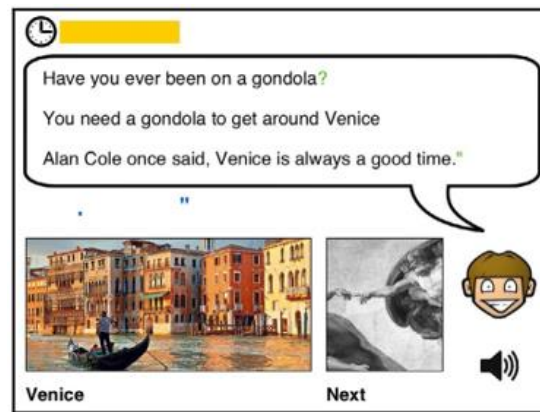 Have you ever been on a gondola?
You need a gondola to get around Venice
Alan Cole once said, Venice is always a good time."
. "
Venice
Next